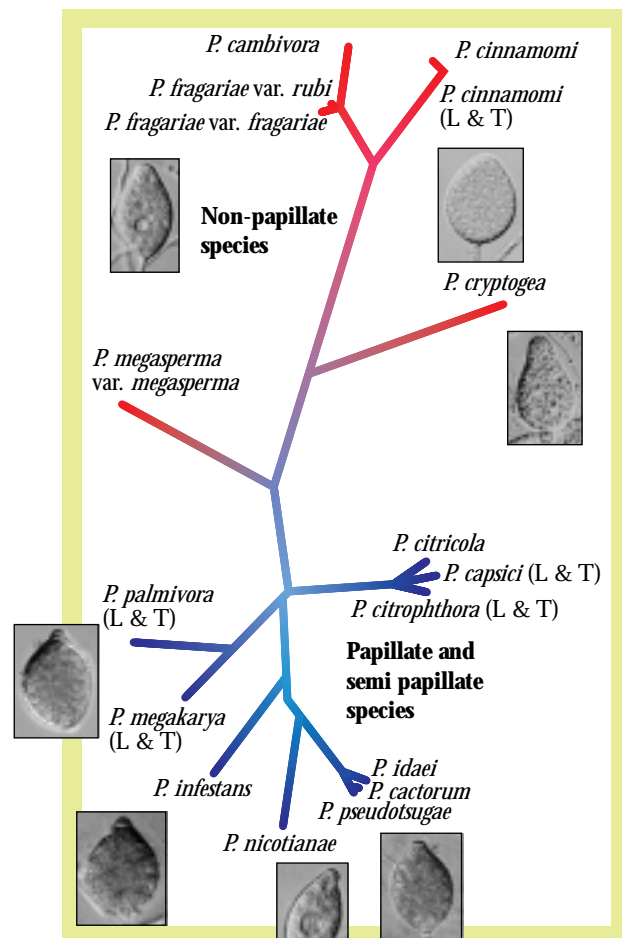 P. cambivora
P. cinnamomi
P. fragariae var. rubi
P. cinnamomi
(L & T)
P. fragariae var. fragariae
Non-papillate
species
P. cryptogea
P. megasperma
var. megasperma
P. citricola
P. capsici (L & T)
P. citrophthora (L & T)
P. palmivora
(L & T)
Papillate and
semi papillate
species
P. megakarya
(L & T)
P. infestans
P. idaei
P. cactorum
P. pseudotsugae
P. nicotianae